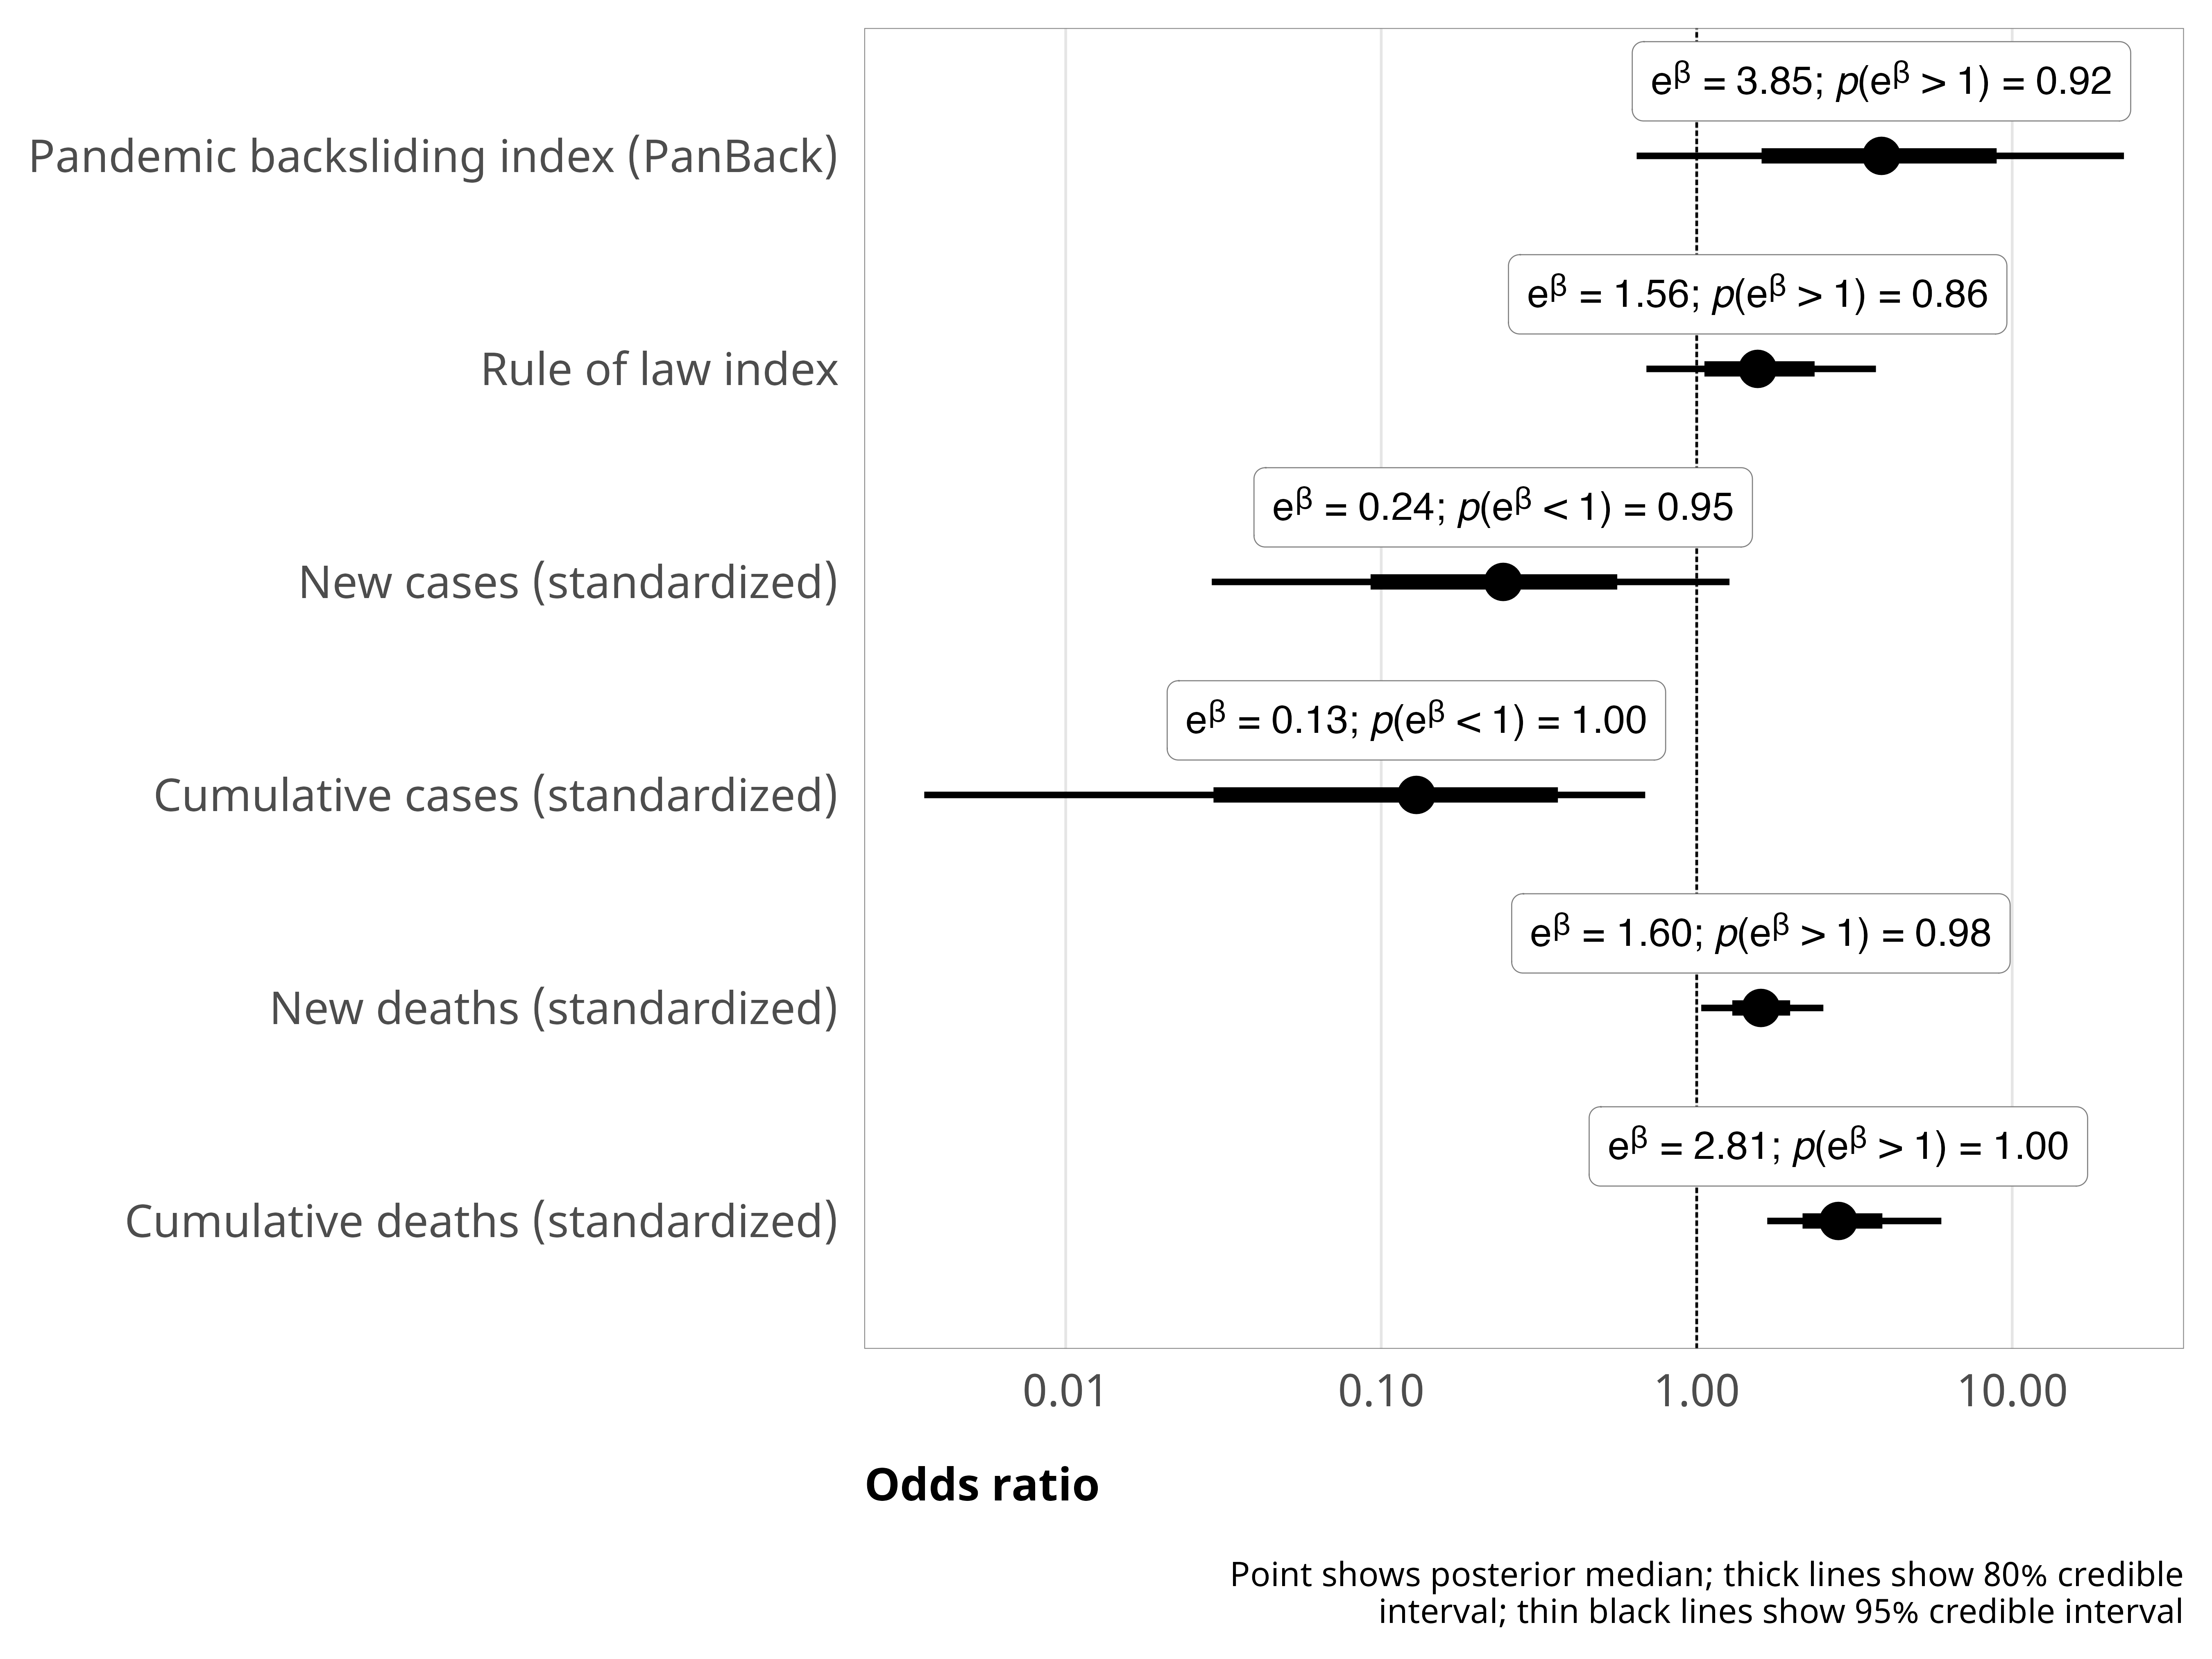 e^β = 3.85; p(e^β > 1) = 0.92
Pandemic backsliding index (PanBack)
e^β = 1.56; p(e^β > 1) = 0.86
Rule of law index
e^β = 0.24; p(e^β < 1) = 0.95
New cases (standardized)
e^β = 0.13; p(e^β < 1) = 1.00
Cumulative cases (standardized)
e^β = 1.60; p(e^β > 1) = 0.98
New deaths (standardized)
e^β = 2.81; p(e^β > 1) = 1.00
Cumulative deaths (standardized)
0.01 0.10 1.00 10.00
Odds ratio
Point shows posterior median; thick lines show 80% credible
interval; thin black lines show 95% credible interval